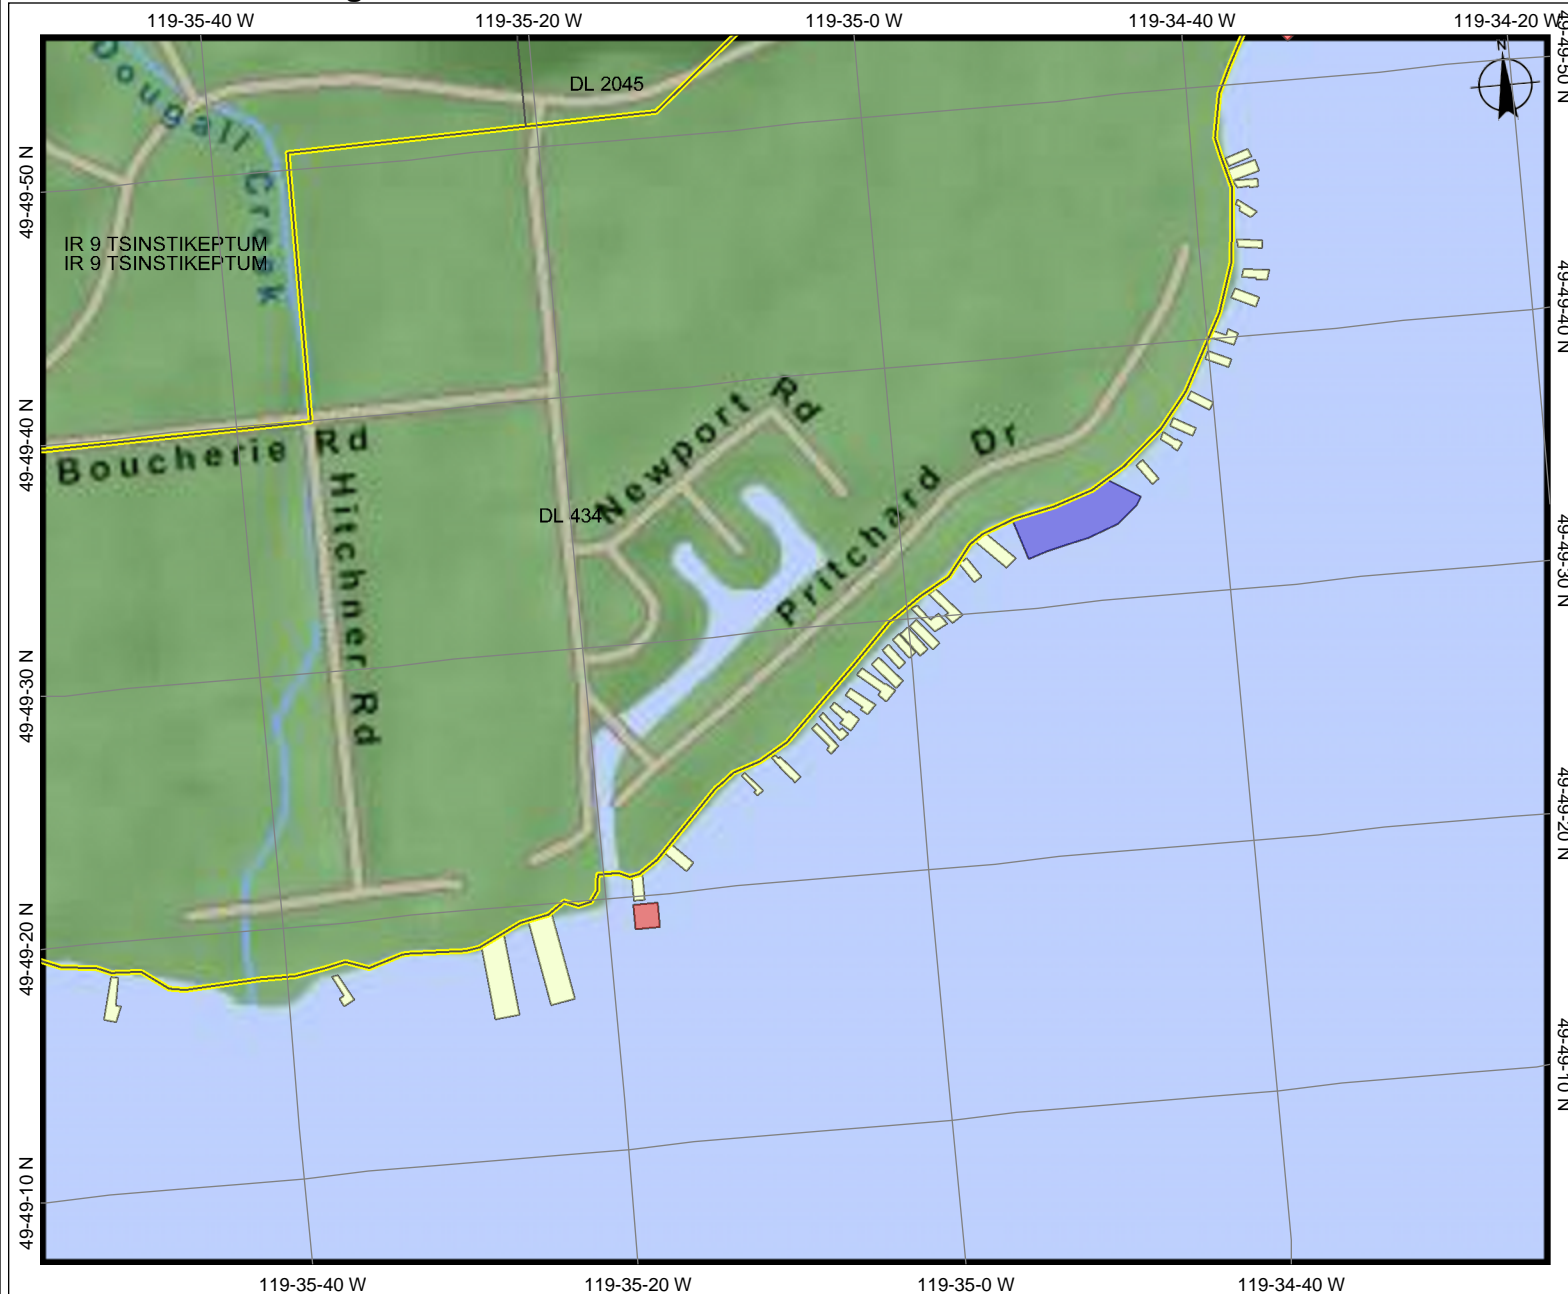 119-35-40 W
119-35-20 W
119-35-0 W
119-34-40 W
119-34-20 W
49-49-50 N
N
DL 2045
Dougall Creek
49-49-50 N
IR 9 TSINSTIKEPTUM
IR 9 TSINSTIKEPTUM
49-49-40 N
49-49-40 N
Boucherie Rd
Newport Rd
Pritchard Dr
Hitchner Rd
DL 434
49-49-30 N
49-49-30 N
49-49-20 N
49-49-20 N
49-49-10 N
49-49-10 N
119-35-40 W
119-35-20 W
119-35-0 W
119-34-40 W